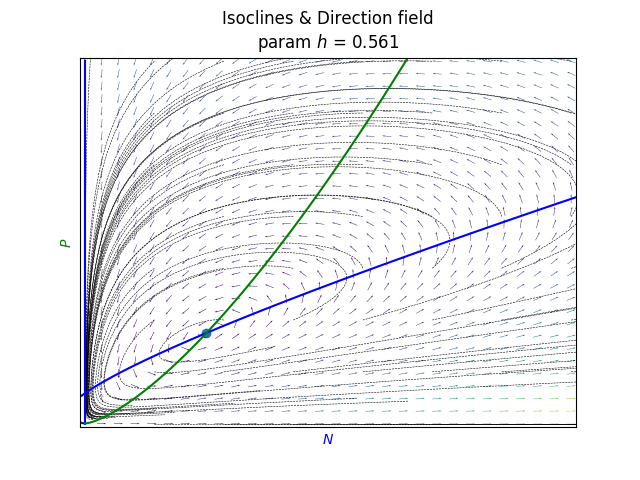 Isoclines & Direction field
param h = 0.561
P
N